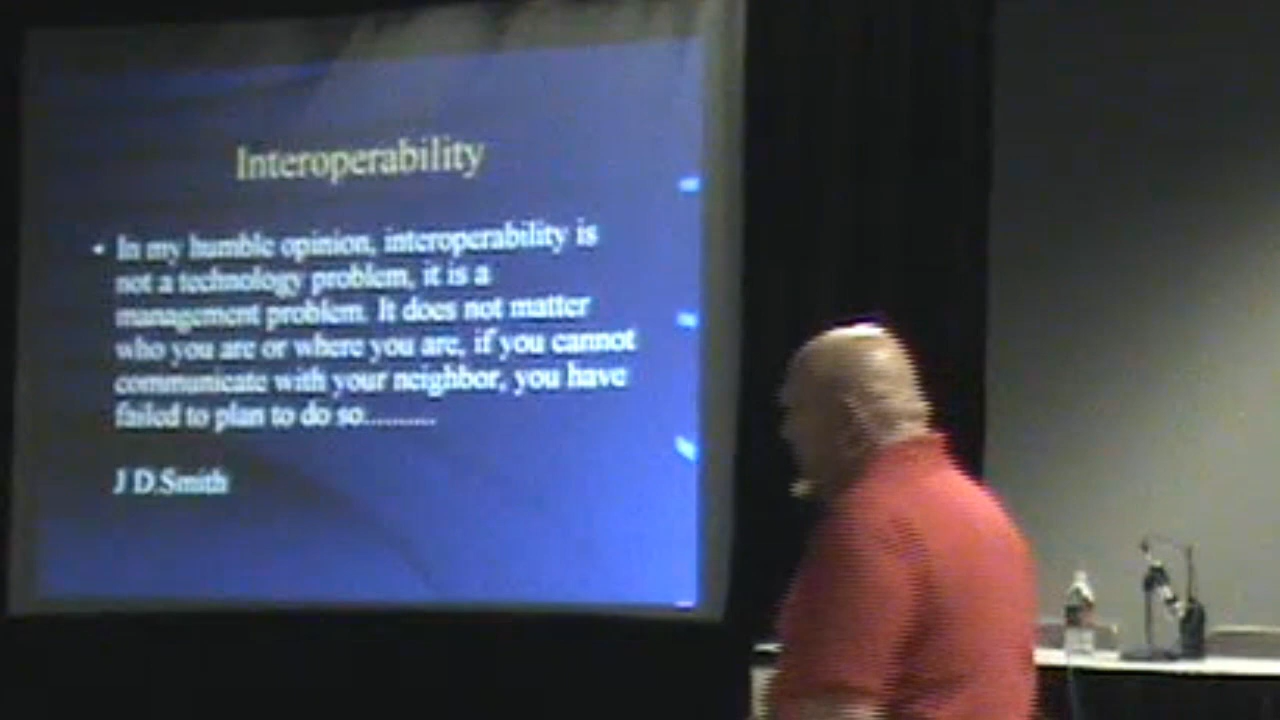 Interoperability
• In my humble opinion, interoperability is
not a technology problem, it is a
management problem. It does not matter
who you are or where you are, if you cannot
communicate with your neighbor, you have
failed to plan to do so..........
J D.Smith